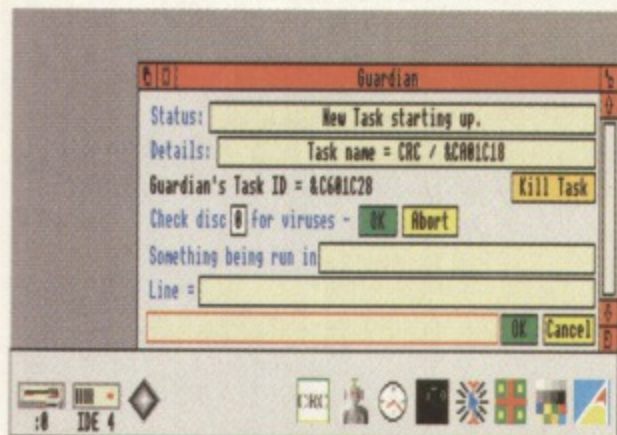 Guardian
Status: New Task starting up.
Details: Task name = CRC / &CA01C18
Guardian's Task ID = &C601C28 Kill Task
Check disc 0 for viruses - OK Abort
Something being run in
Line =
OK Cancel
CRC
:0 IDE 4